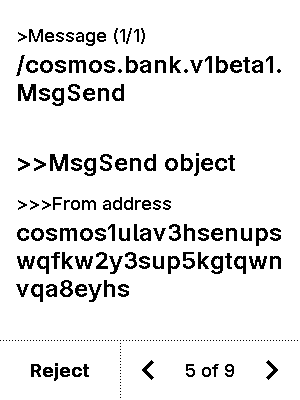 >Message (1/1)
/cosmos.bank.v1beta1.
MsgSend
>>MsgSend object
>>>From address
cosmos1ulav3hsenups
wqfkw2y3sup5kgtqwn
vqa8eyhs
Reject
5 of 9